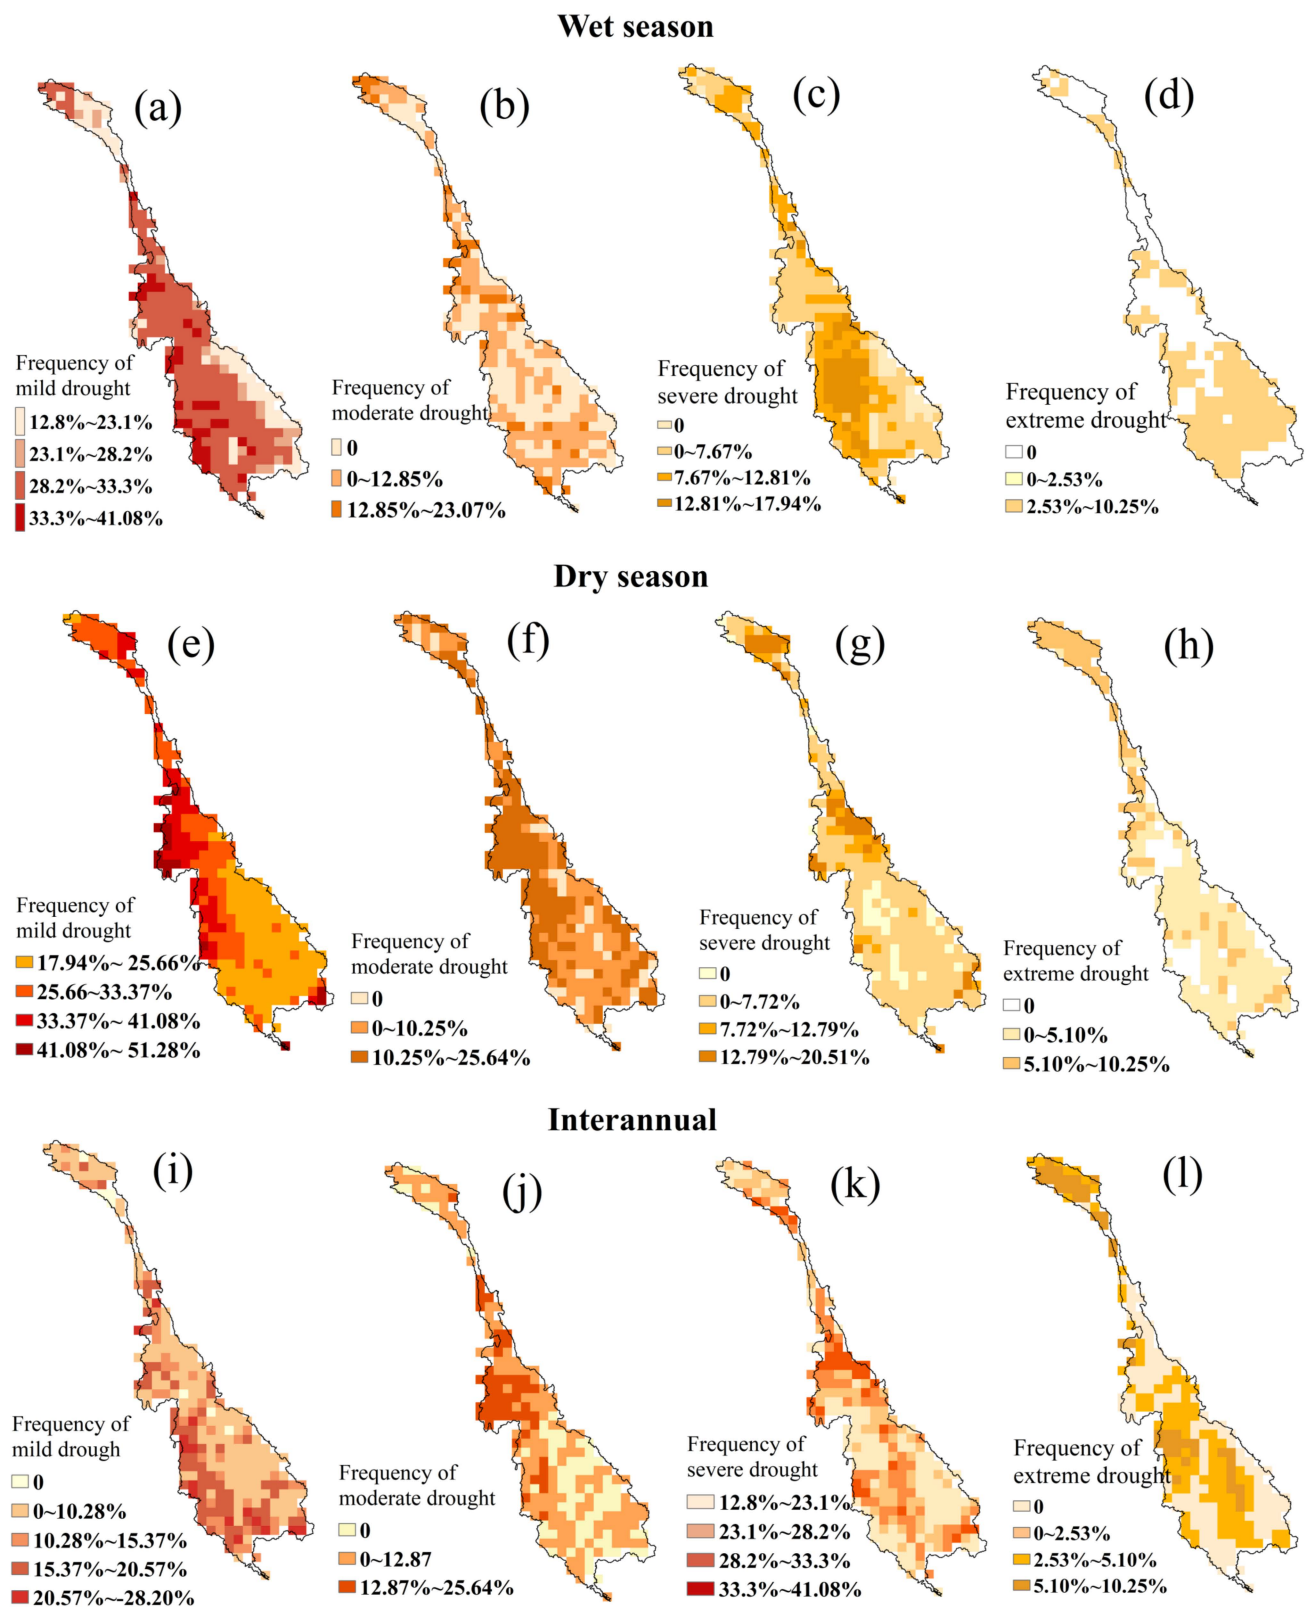 Wet season
(a)
(b)
(c)
(d)
Frequency of
mild drought
12.8%~23.1%
23.1%~28.2%
28.2%~33.3%
33.3%~41.08%
Frequency of
moderate drought
0
0~12.85%
12.85%~23.07%
Frequency of
severe drought
0
0~7.67%
7.67%~12.81%
12.81%~17.94%
Frequency of
extreme drought
0
0~2.53%
2.53%~10.25%
Dry season
(e)
(f)
(g)
(h)
Frequency of
mild drought
17.94%~ 25.66%
25.66~33.37%
33.37%~ 41.08%
41.08%~ 51.28%
Frequency of
moderate drought
0
0~10.25%
10.25%~25.64%
Frequency of
severe drought
0
0~7.72%
7.72%~12.79%
12.79%~20.51%
Frequency of
extreme drought
0
0~5.10%
5.10%~10.25%
Interannual
(i)
(j)
(k)
(l)
Frequency of
mild drough
0
0~10.28%
10.28%~15.37%
15.37%~20.57%
20.57%~-28.20%
Frequency of
moderate drought
0
0~12.87
12.87%~25.64%
Frequency of
severe drought
12.8%~23.1%
23.1%~28.2%
28.2%~33.3%
33.3%~41.08%
Frequency of
extreme drought
0
0~2.53%
2.53%~5.10%
5.10%~10.25%